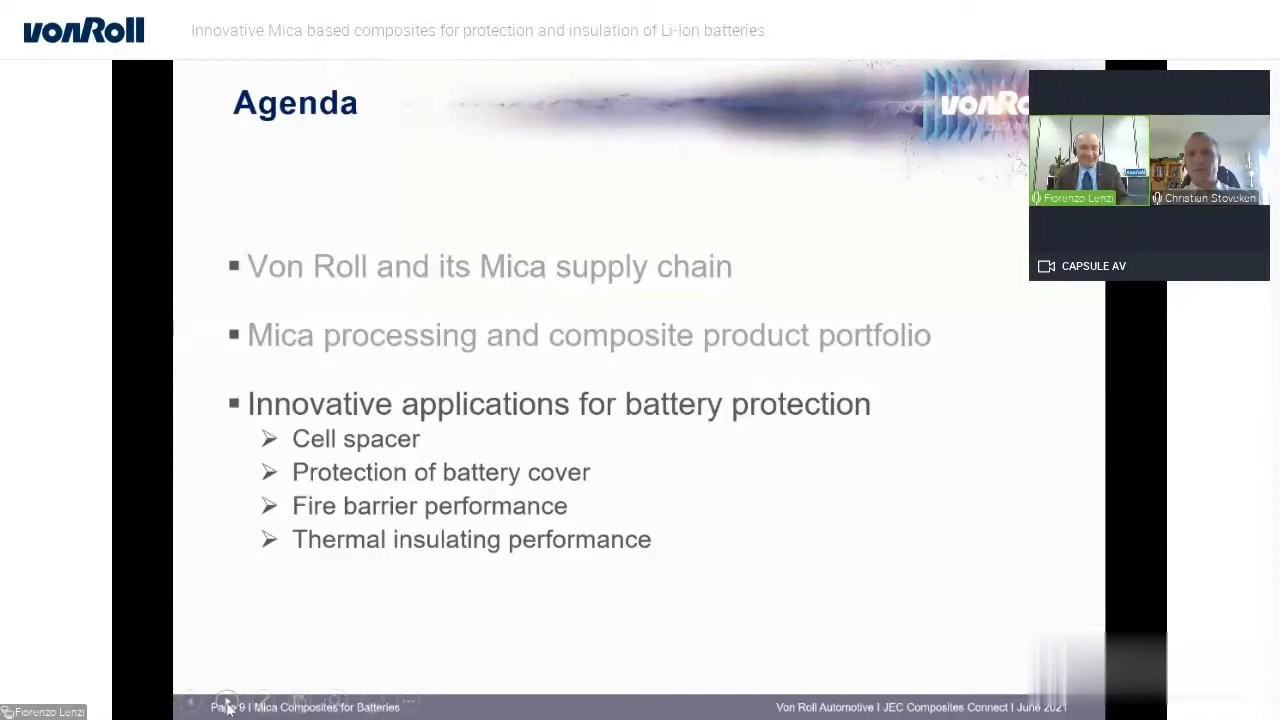 vonRoll
Innovative Mica based composites for protection and insulation of Li-Ion batteries
Agenda
vonRo
Fiorenzo Lenzi
Christian Stoveken
CAPSULE AV
▪ Von Roll and its Mica supply chain
▪ Mica processing and composite product portfolio
▪ Innovative applications for battery protection
➢ Cell spacer
➢ Protection of battery cover
➢ Fire barrier performance
➢ Thermal insulating performance
Page 9 I Mica Composites for Batteries
Von Roll Automotive I JEC Composites Connect I June 2021
Fiorenzo Lenzi